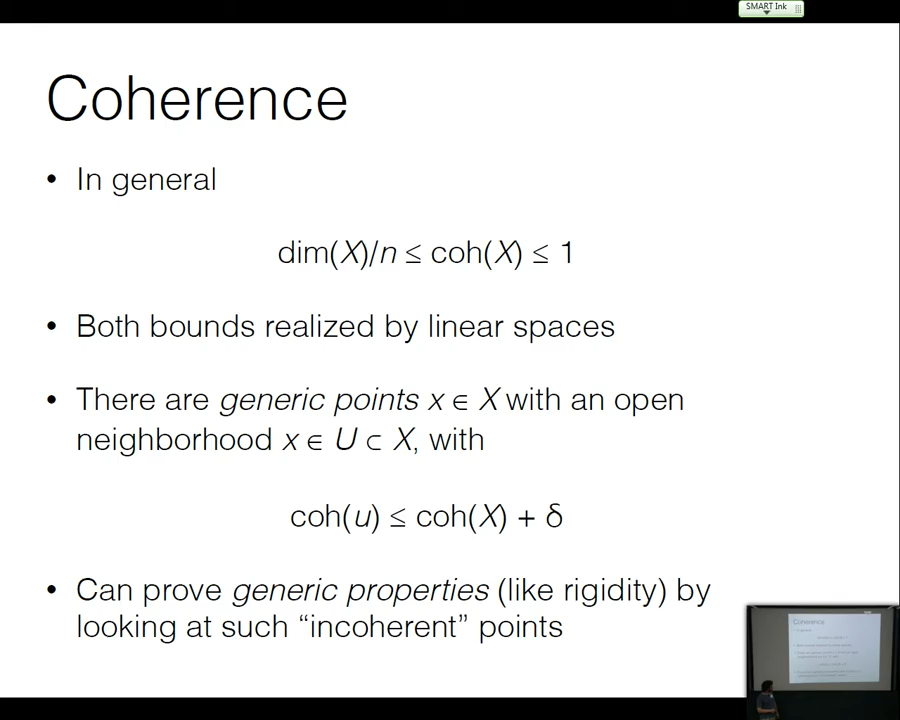 SMART Ink
Coherence
• In general
dim(X)/n ≤ coh(X) ≤ 1
• Both bounds realized by linear spaces
• There are generic points x ∈ X with an open
neighborhood x ∈ U ⊂ X, with
coh(u) ≤ coh(X) + δ
• Can prove generic properties (like rigidity) by
looking at such “incoherent” points
Coherence